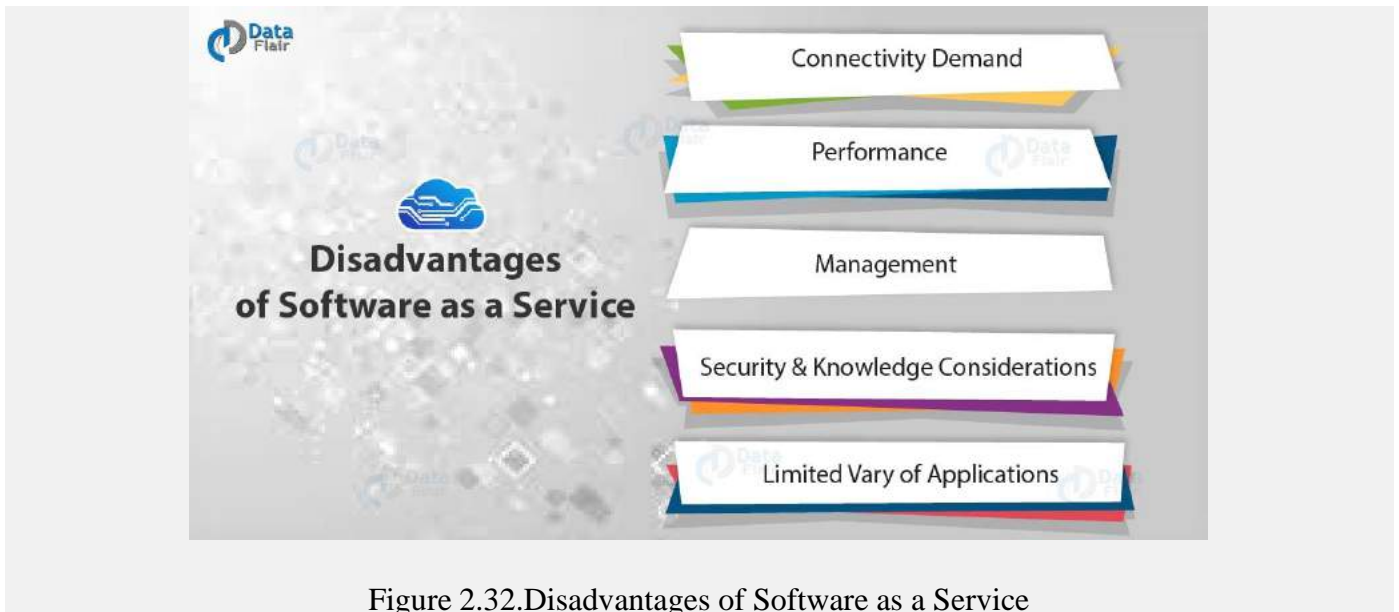 Data
Flair
Disadvantages
of Software as a Service
Connectivity Demand
Performance
Management
Security & Knowledge Considerations
Limited Vary of Applications
Figure 2.32.Disadvantages of Software as a Service